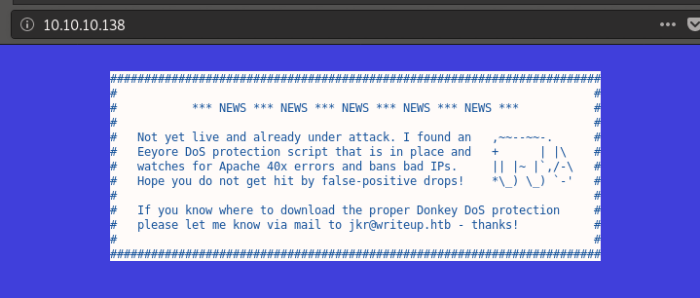 10.10.10.138
########################################################################
#                                                                      #
#           *** NEWS *** NEWS *** NEWS *** NEWS *** NEWS ***           #
#                                                                      #
#   Not yet live and already under attack. I found an   ,~~--~~-.      #
#   Eeyore DoS protection script that is in place and   +      | |\    #
#   watches for Apache 40x errors and bans bad IPs.     || |~ |`,/-\   #
#   Hope you do not get hit by false-positive drops!    *\_) \_) `-'   #
#                                                                      #
#   If you know where to download the proper Donkey DoS protection     #
#   please let me know via mail to jkr@writeup.htb - thanks!           #
#                                                                      #
########################################################################